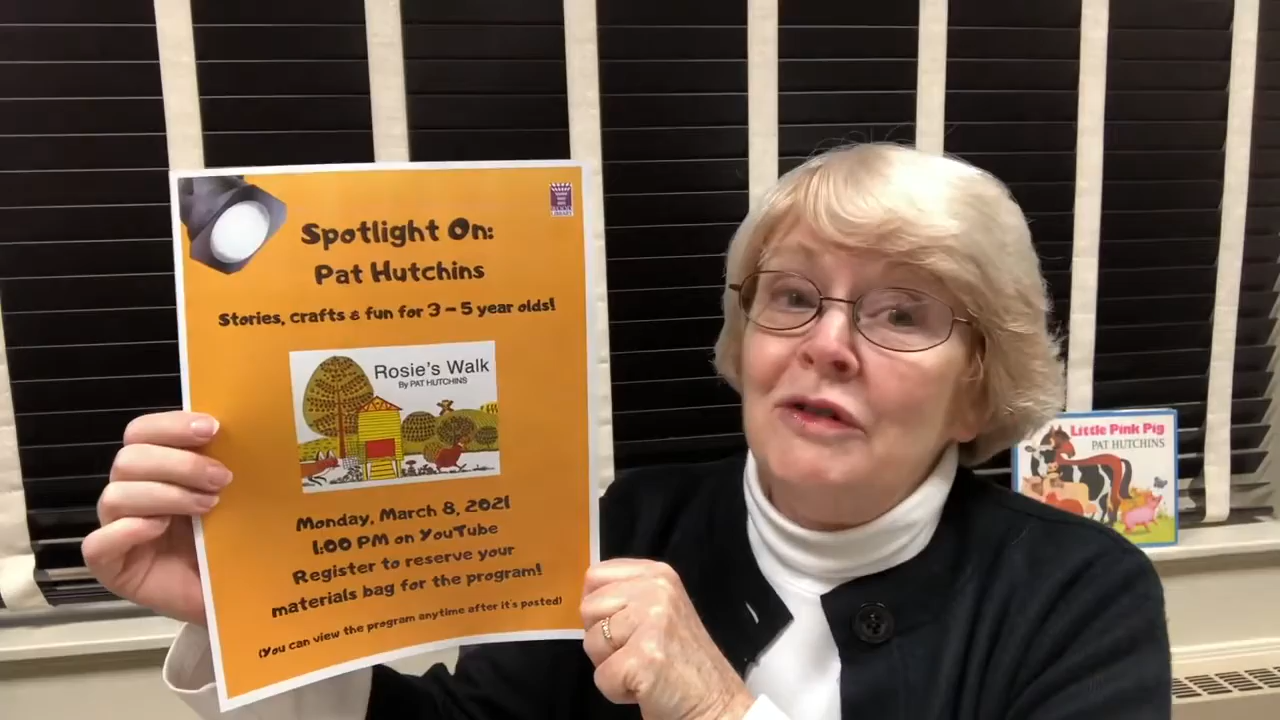 Spotlight On:
Pat Hutchins
Stories, crafts & fun for 3 - 5 year olds!
Rosie's Walk
By PAT HUTCHINS
Monday, March 8, 2021
1:00 PM on YouTube
Register to reserve your
materials bag for the program!
(You can view the program anytime after it's posted)
Little Pink Pig
PAT HUTCHINS